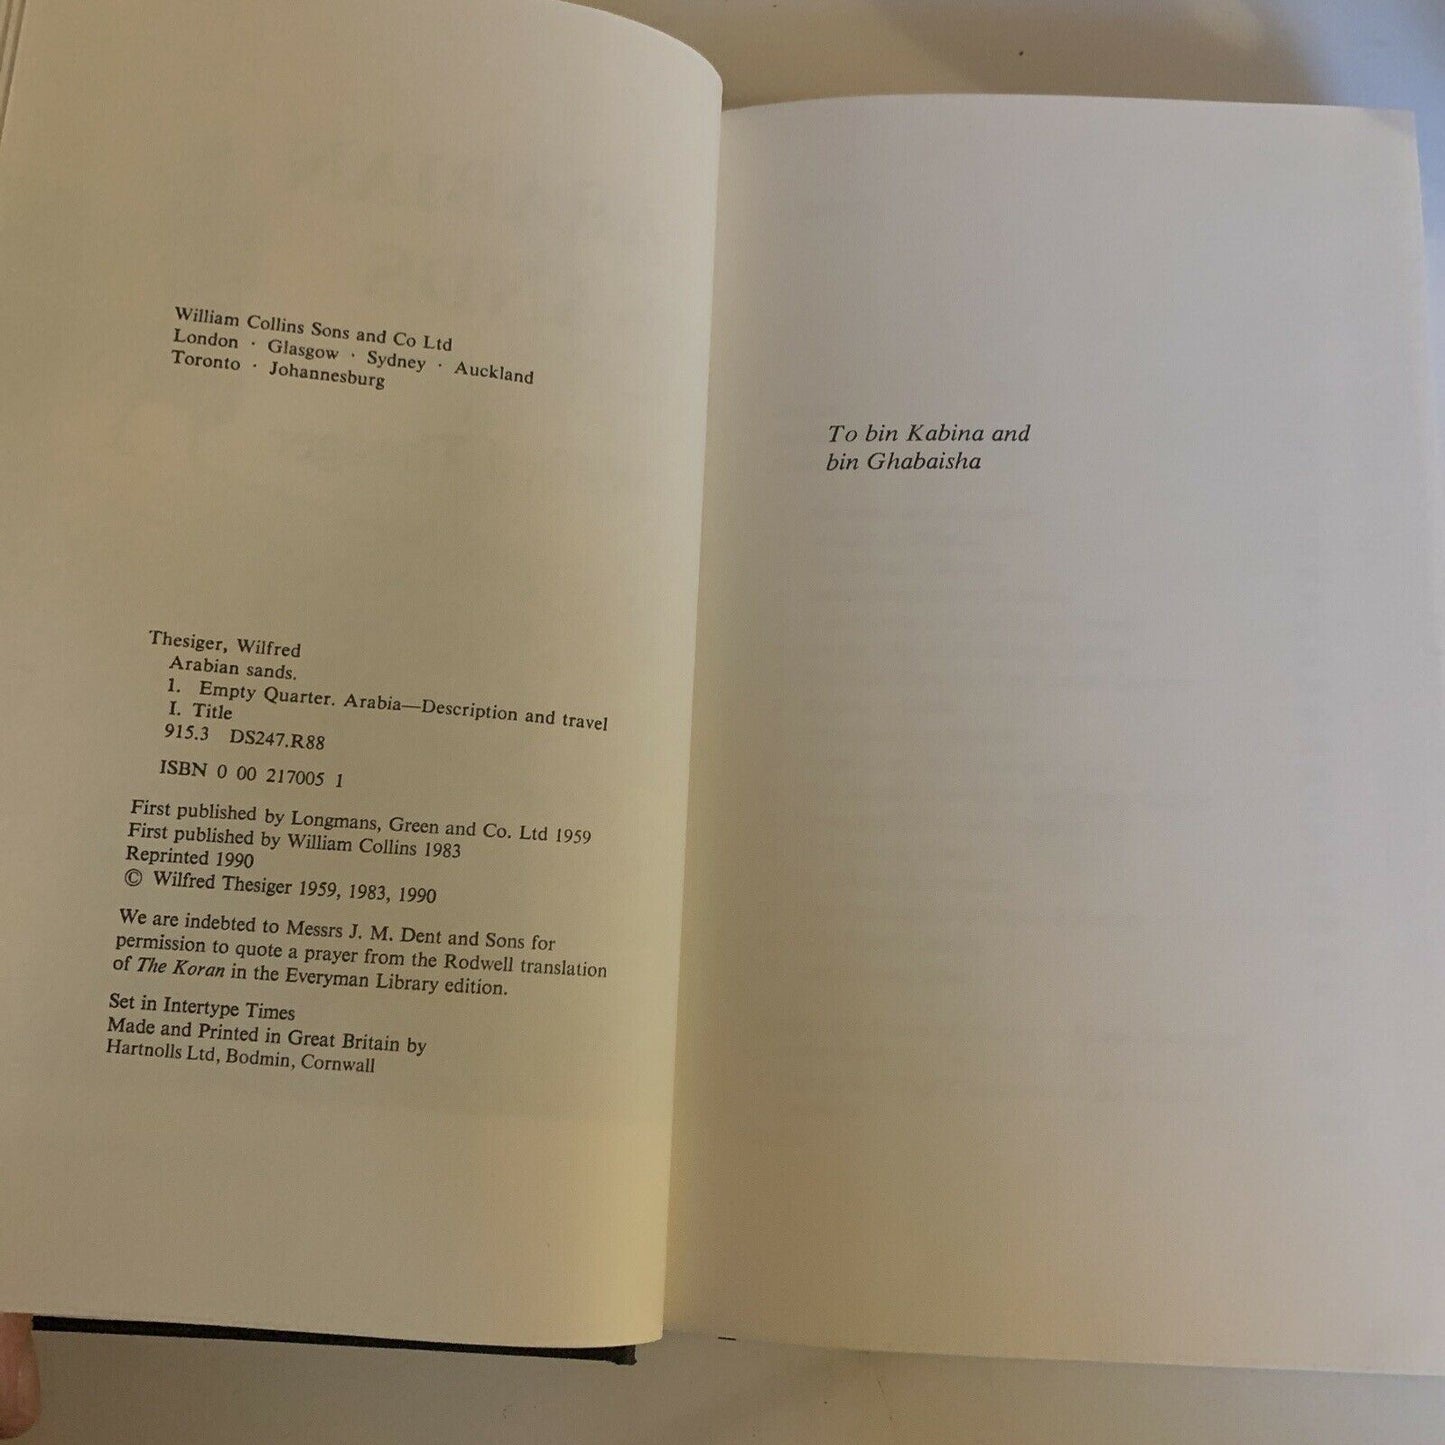 William Collins Sons and Co Ltd
London · Glasgow · Sydney · Auckland
Toronto · Johannesburg
Thesiger, Wilfred
Arabian sands.
1. Empty Quarter. Arabia—Description and travel
I. Title
915.3 DS247.R88
ISBN 0 00 217005 1
First published by Longmans, Green and Co. Ltd 1959
First published by William Collins 1983
Reprinted 1990
© Wilfred Thesiger 1959, 1983, 1990
We are indebted to Messrs J. M. Dent and Sons for
permission to quote a prayer from the Rodwell translation
of The Koran in the Everyman Library edition.
Set in Intertype Times
Made and Printed in Great Britain by
Hartnolls Ltd, Bodmin, Cornwall
To bin Kabina and
bin Ghabaisha